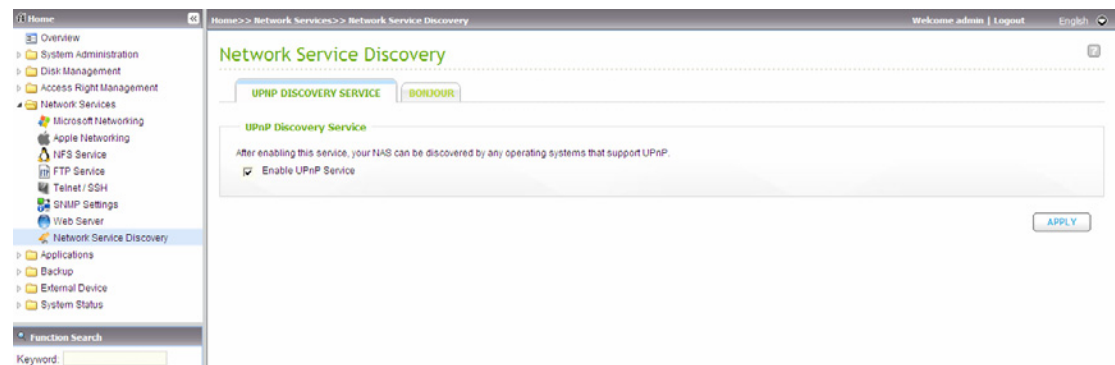 Home
Home>> Network Services>> Network Service Discovery
Welcome admin | Logout
English
Overview
System Administration
Disk Management
Access Right Management
Network Services
Microsoft Networking
Apple Networking
NFS Service
FTP Service
Telnet / SSH
SNMP Settings
Web Server
Network Service Discovery
Applications
Backup
External Device
System Status
Function Search
Keyword:
Network Service Discovery
UPNP DISCOVERY SERVICE
BONJOUR
UPnP Discovery Service
After enabling this service, your NAS can be discovered by any operating systems that support UPnP.
Enable UPnP Service
APPLY